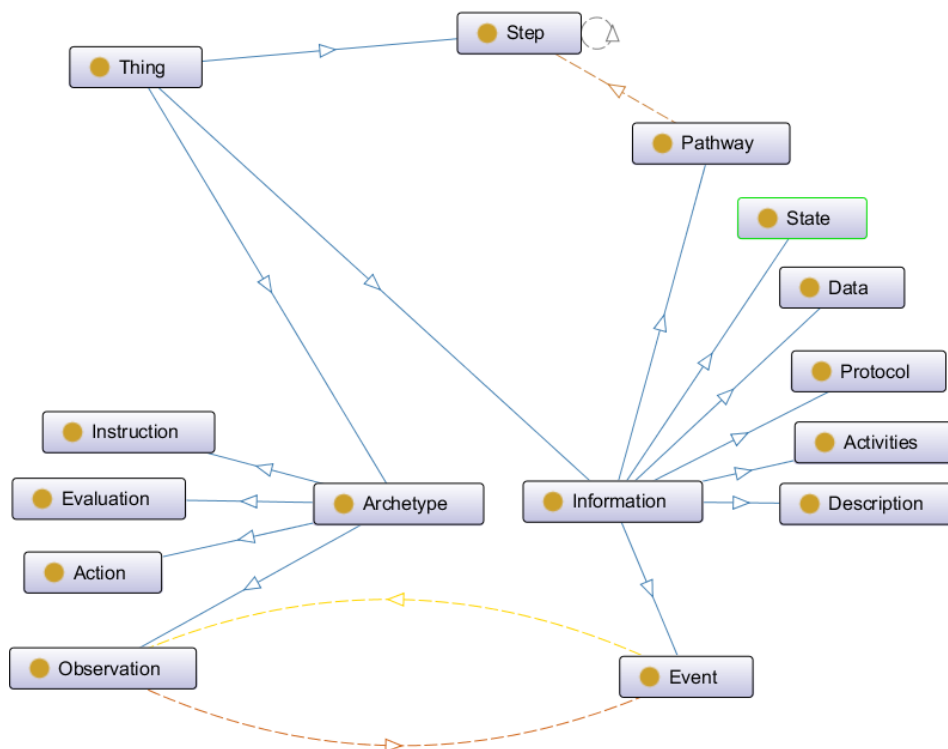 Step
Thing
Pathway
State
Data
Protocol
Instruction
Activities
Evaluation
Archetype
Information
Description
Action
Observation
Event